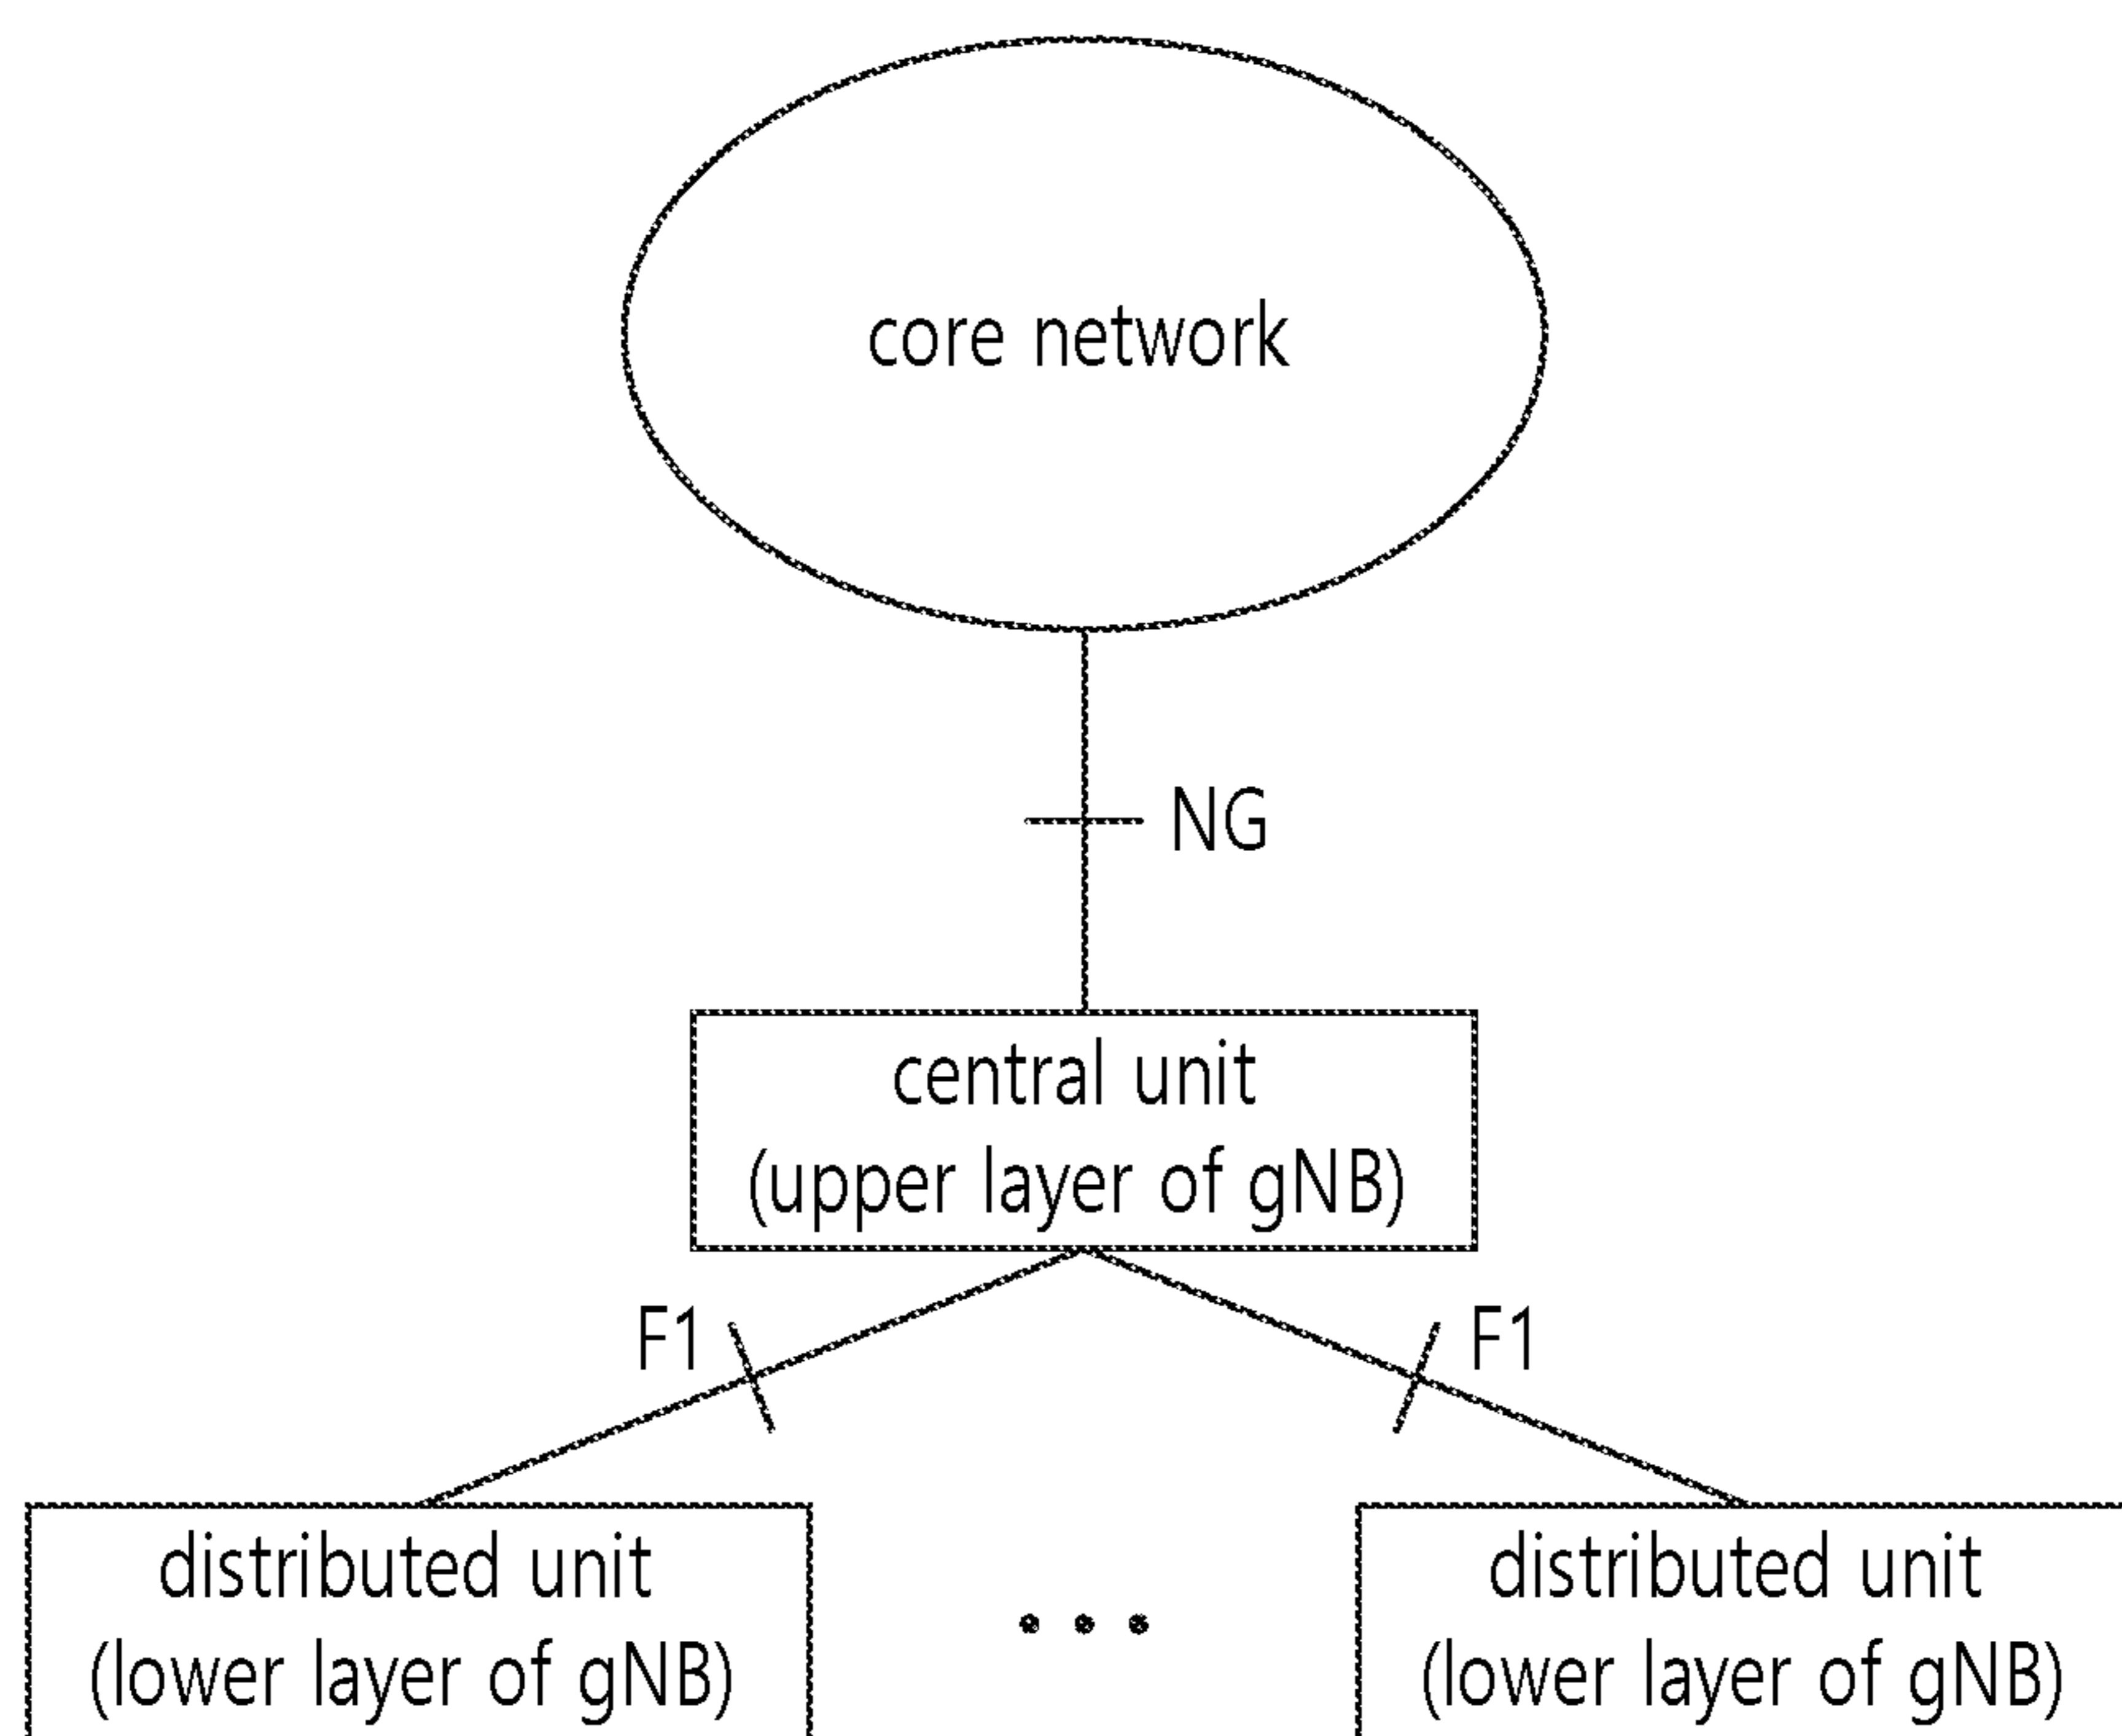 core network
NG
central unit
(upper layer of gNB)
F1
F1
distributed unit
(lower layer of gNB)
• • •
distributed unit
(lower layer of gNB)